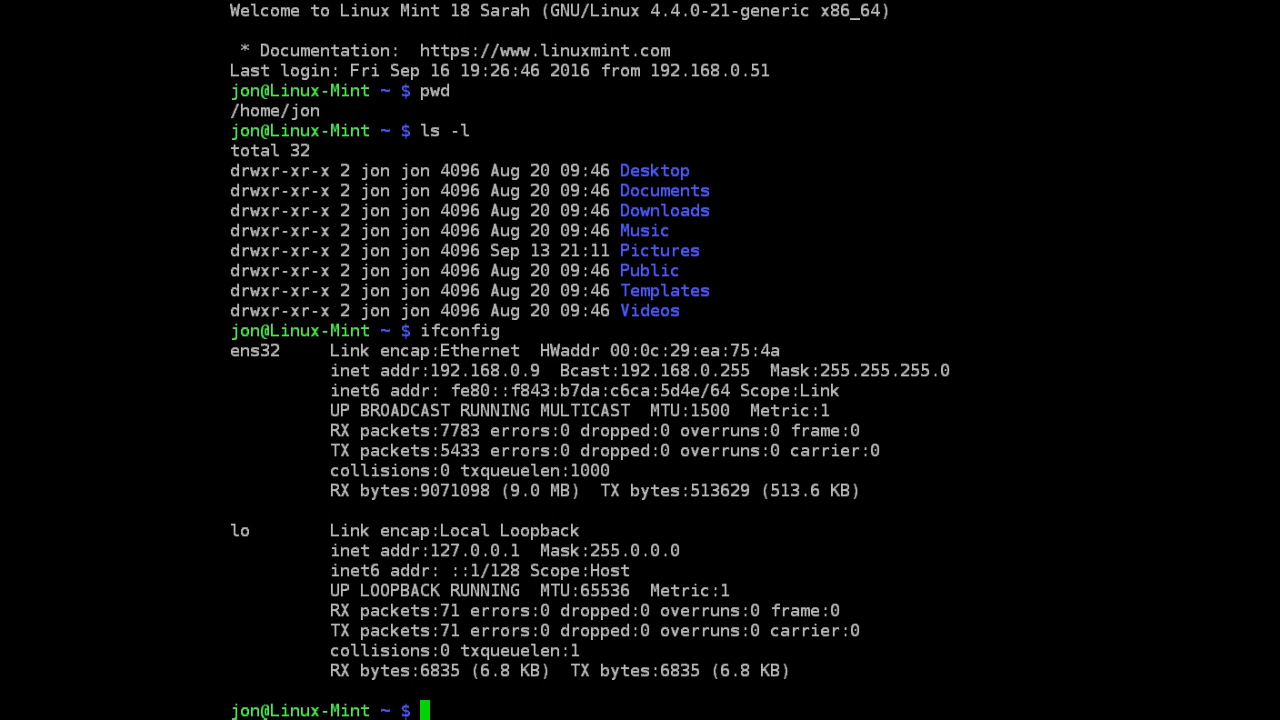 Welcome to Linux Mint 18 Sarah (GNU/Linux 4.4.0-21-generic x86_64)
* Documentation:  https://www.linuxmint.com
Last login: Fri Sep 16 19:26:46 2016 from 192.168.0.51
jon@Linux-Mint ~ $ pwd
/home/jon
jon@Linux-Mint ~ $ ls -l
total 32
drwxr-xr-x 2 jon jon 4096 Aug 20 09:46 Desktop
drwxr-xr-x 2 jon jon 4096 Aug 20 09:46 Documents
drwxr-xr-x 2 jon jon 4096 Aug 20 09:46 Downloads
drwxr-xr-x 2 jon jon 4096 Aug 20 09:46 Music
drwxr-xr-x 2 jon jon 4096 Sep 13 21:11 Pictures
drwxr-xr-x 2 jon jon 4096 Aug 20 09:46 Public
drwxr-xr-x 2 jon jon 4096 Aug 20 09:46 Templates
drwxr-xr-x 2 jon jon 4096 Aug 20 09:46 Videos
jon@Linux-Mint ~ $ ifconfig
ens32     Link encap:Ethernet  HWaddr 00:0c:29:ea:75:4a
          inet addr:192.168.0.9  Bcast:192.168.0.255  Mask:255.255.255.0
          inet6 addr: fe80::f843:b7da:c6ca:5d4e/64 Scope:Link
          UP BROADCAST RUNNING MULTICAST  MTU:1500  Metric:1
          RX packets:7783 errors:0 dropped:0 overruns:0 frame:0
          TX packets:5433 errors:0 dropped:0 overruns:0 carrier:0
          collisions:0 txqueuelen:1000
          RX bytes:9071098 (9.0 MB)  TX bytes:513629 (513.6 KB)
lo        Link encap:Local Loopback
          inet addr:127.0.0.1  Mask:255.0.0.0
          inet6 addr: ::1/128 Scope:Host
          UP LOOPBACK RUNNING  MTU:65536  Metric:1
          RX packets:71 errors:0 dropped:0 overruns:0 frame:0
          TX packets:71 errors:0 dropped:0 overruns:0 carrier:0
          collisions:0 txqueuelen:1
          RX bytes:6835 (6.8 KB)  TX bytes:6835 (6.8 KB)
jon@Linux-Mint ~ $